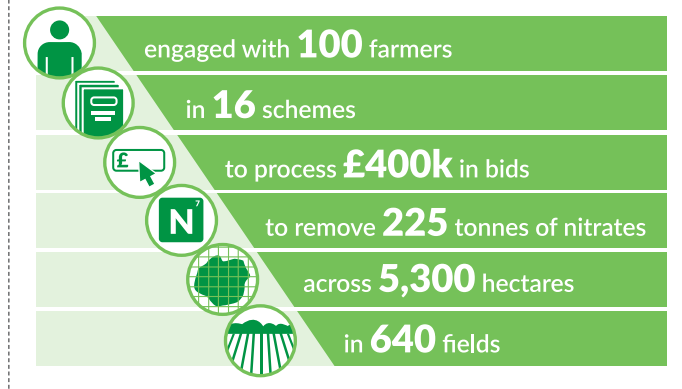 engaged with 100 farmers
in 16 schemes
£
to process £400k in bids
7
N
to remove 225 tonnes of nitrates
across 5,300 hectares
in 640 fields